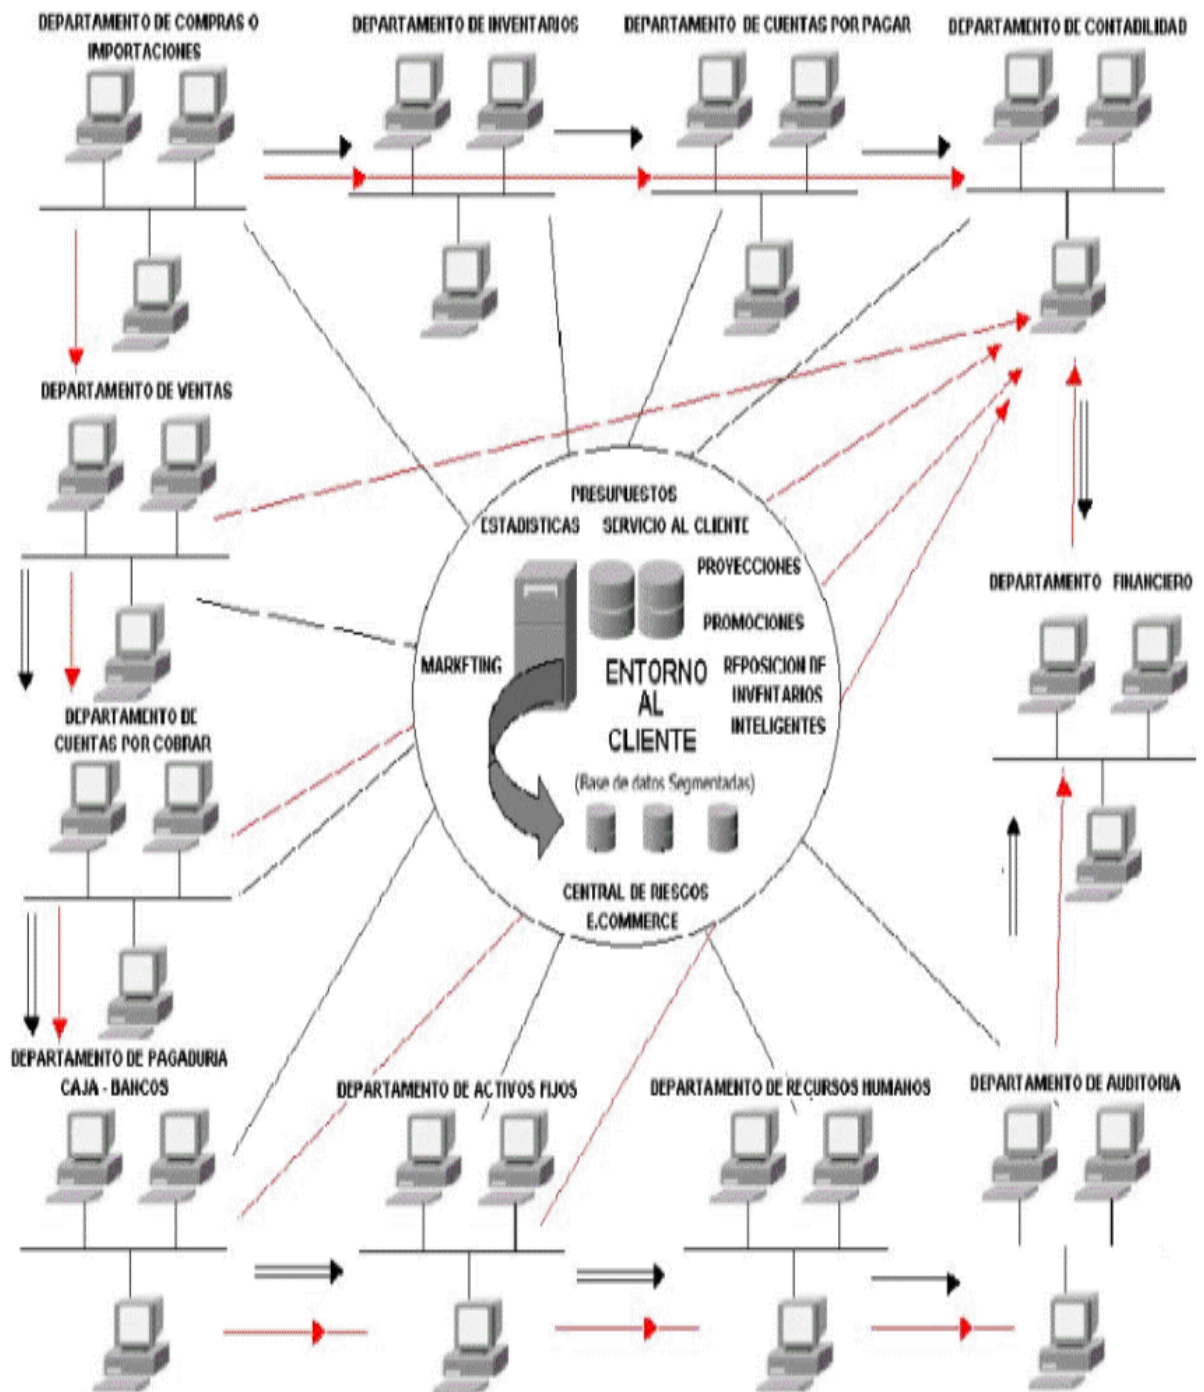 DEPARTAMENTO DE COMPRAS O
IMPORTACIONES
DEPARTAMENTO DE INVENTARIOS
DEPARTAMENTO DE CUENTAS POR PAGAR
DEPARTAMENTO DE CONTABILIDAD
DEPARTAMENTO DE VENTAS
PRESUPUESTOS
ESTADISTICAS SERVICIO AL CLIENTE
PROYECCIONES
PROMOCIONES
MARKETING
ENTORNO
AL
CLIENTE
REPOSICION DE
INVENTARIOS
INTELIGENTES
(Base de datos Segmentadas)
CENTRAL DE RIESGOS
E.COMMERCE
DEPARTAMENTO FINANCIERO
DEPARTAMENTO DE
CUENTAS POR COBRAR
DEPARTAMENTO DE PAGADURIA
CAJA - BANCOS
DEPARTAMENTO DE ACTIVOS FIJOS
DEPARTAMENTO DE RECURSOS HUMANOS
DEPARTAMENTO DE AUDITORIA